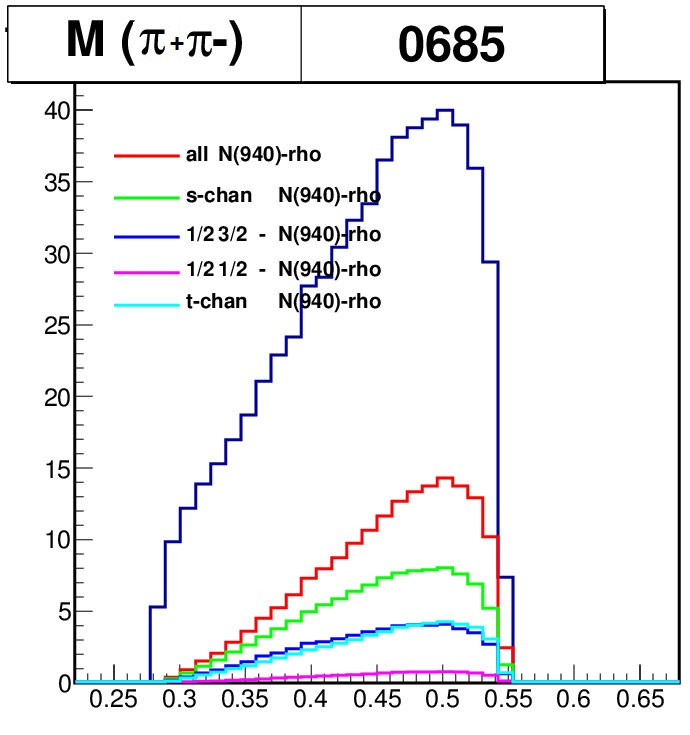 M (π+π-) 0685
40
all N(940)-rho
35
s-chan N(940)-rho
1/2 3/2 - N(940)-rho
30
1/2 1/2 - N(940)-rho
t-chan N(940)-rho
25
20
15
10
5
0
0.25 0.3 0.35 0.4 0.45 0.5 0.55 0.6 0.65